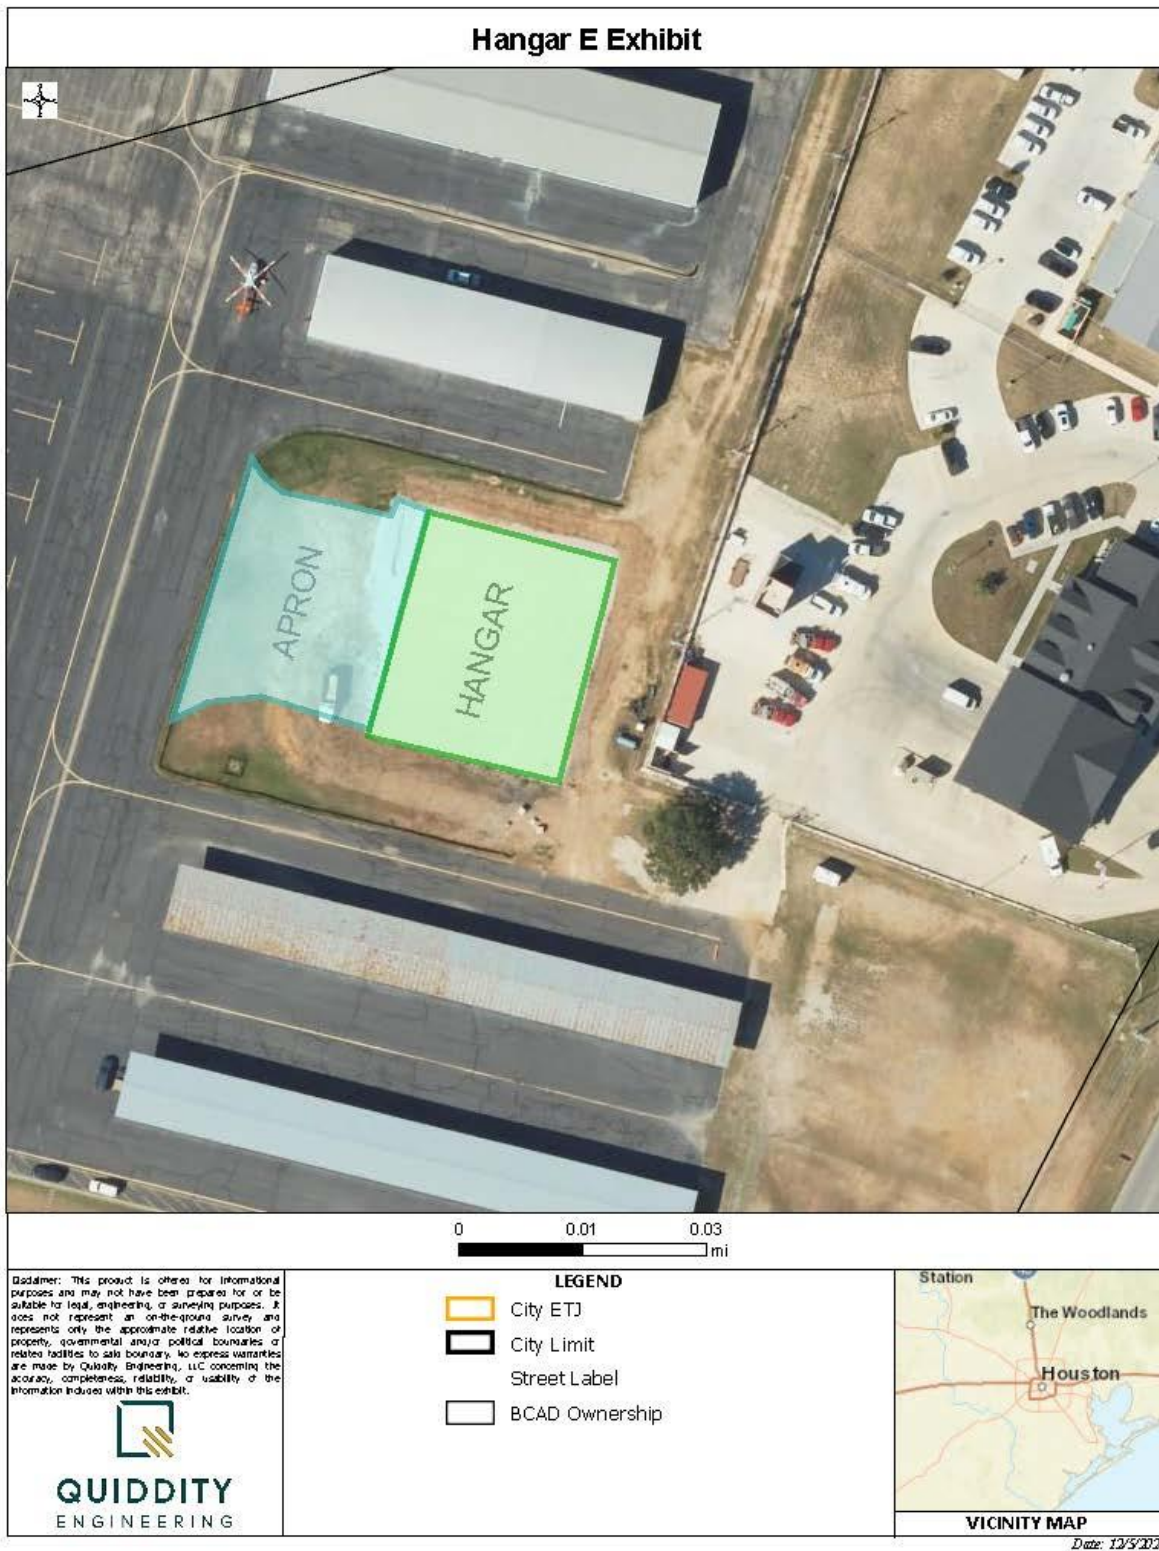 Hangar E Exhibit
APRON
HANGAR
0 0.01 0.03
mi
Disclaimer: This product is offered for informational
purposes and may not have been prepared for or be
suitable for legal, engineering, or surveying purposes. It
does not represent an on-the-ground survey and
represents only the approximate relative location of
property, governmental and/or political boundaries or
related facilities to said boundary. No express warranties
are made by Quiddity Engineering, LLC concerning the
accuracy, completeness, reliability, or usability of the
information included within this exhibit.
QUIDDITY
ENGINEERING
LEGEND
City ETJ
City Limit
Street Label
BCAD Ownership
Station
The Woodlands
Houston
VICINITY MAP
Date: 12/5/202